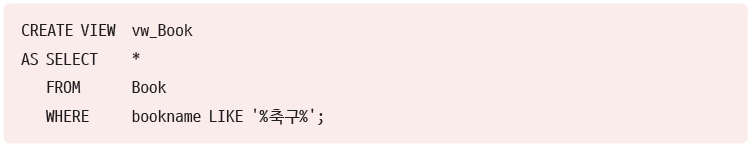 CREATE VIEW vw_Book
AS SELECT *
FROM Book
WHERE bookname LIKE '%축구%';